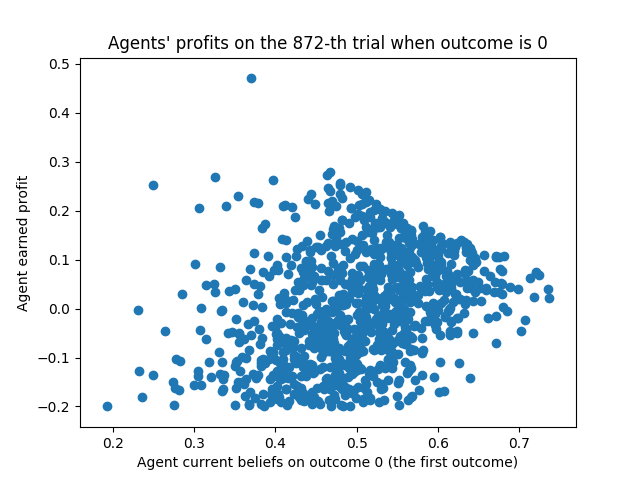 Agents' profits on the 872-th trial when outcome is 0
0.5
0.4
0.3
0.2
0.1
0.0
−0.1
−0.2
Agent earned profit
0.2 0.3 0.4 0.5 0.6 0.7
Agent current beliefs on outcome 0 (the first outcome)